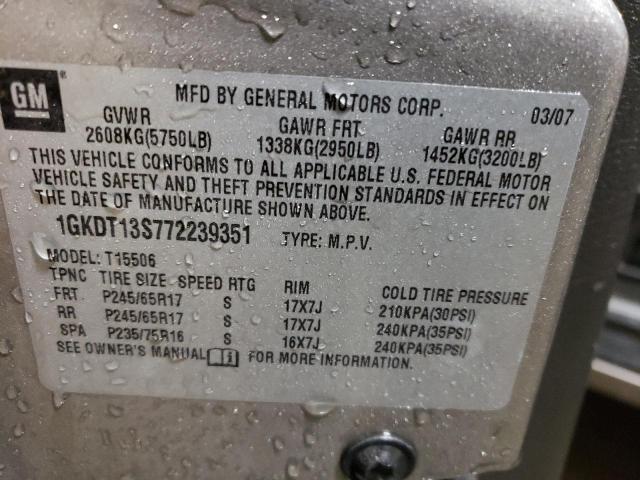 GM ®
MFD BY GENERAL MOTORS CORP. 03/07
GVWR GAWR FRT GAWR RR
2608KG(5750LB) 1338KG(2950LB) 1452KG(3200LB)
THIS VEHICLE CONFORMS TO ALL APPLICABLE U.S. FEDERAL MOTOR
VEHICLE SAFETY AND THEFT PREVENTION STANDARDS IN EFFECT ON
THE DATE OF MANUFACTURE SHOWN ABOVE.
1GKDT13S772239351 TYPE: M.P.V.
MODEL: T15506
TPNC TIRE SIZE SPEED RTG RIM COLD TIRE PRESSURE
FRT P245/65R17 S 17X7J 210KPA(30PSI)
RR P245/65R17 S 17X7J 240KPA(35PSI)
SPA P235/75R16 S 16X7J 240KPA(35PSI)
SEE OWNER'S MANUAL FOR MORE INFORMATION.